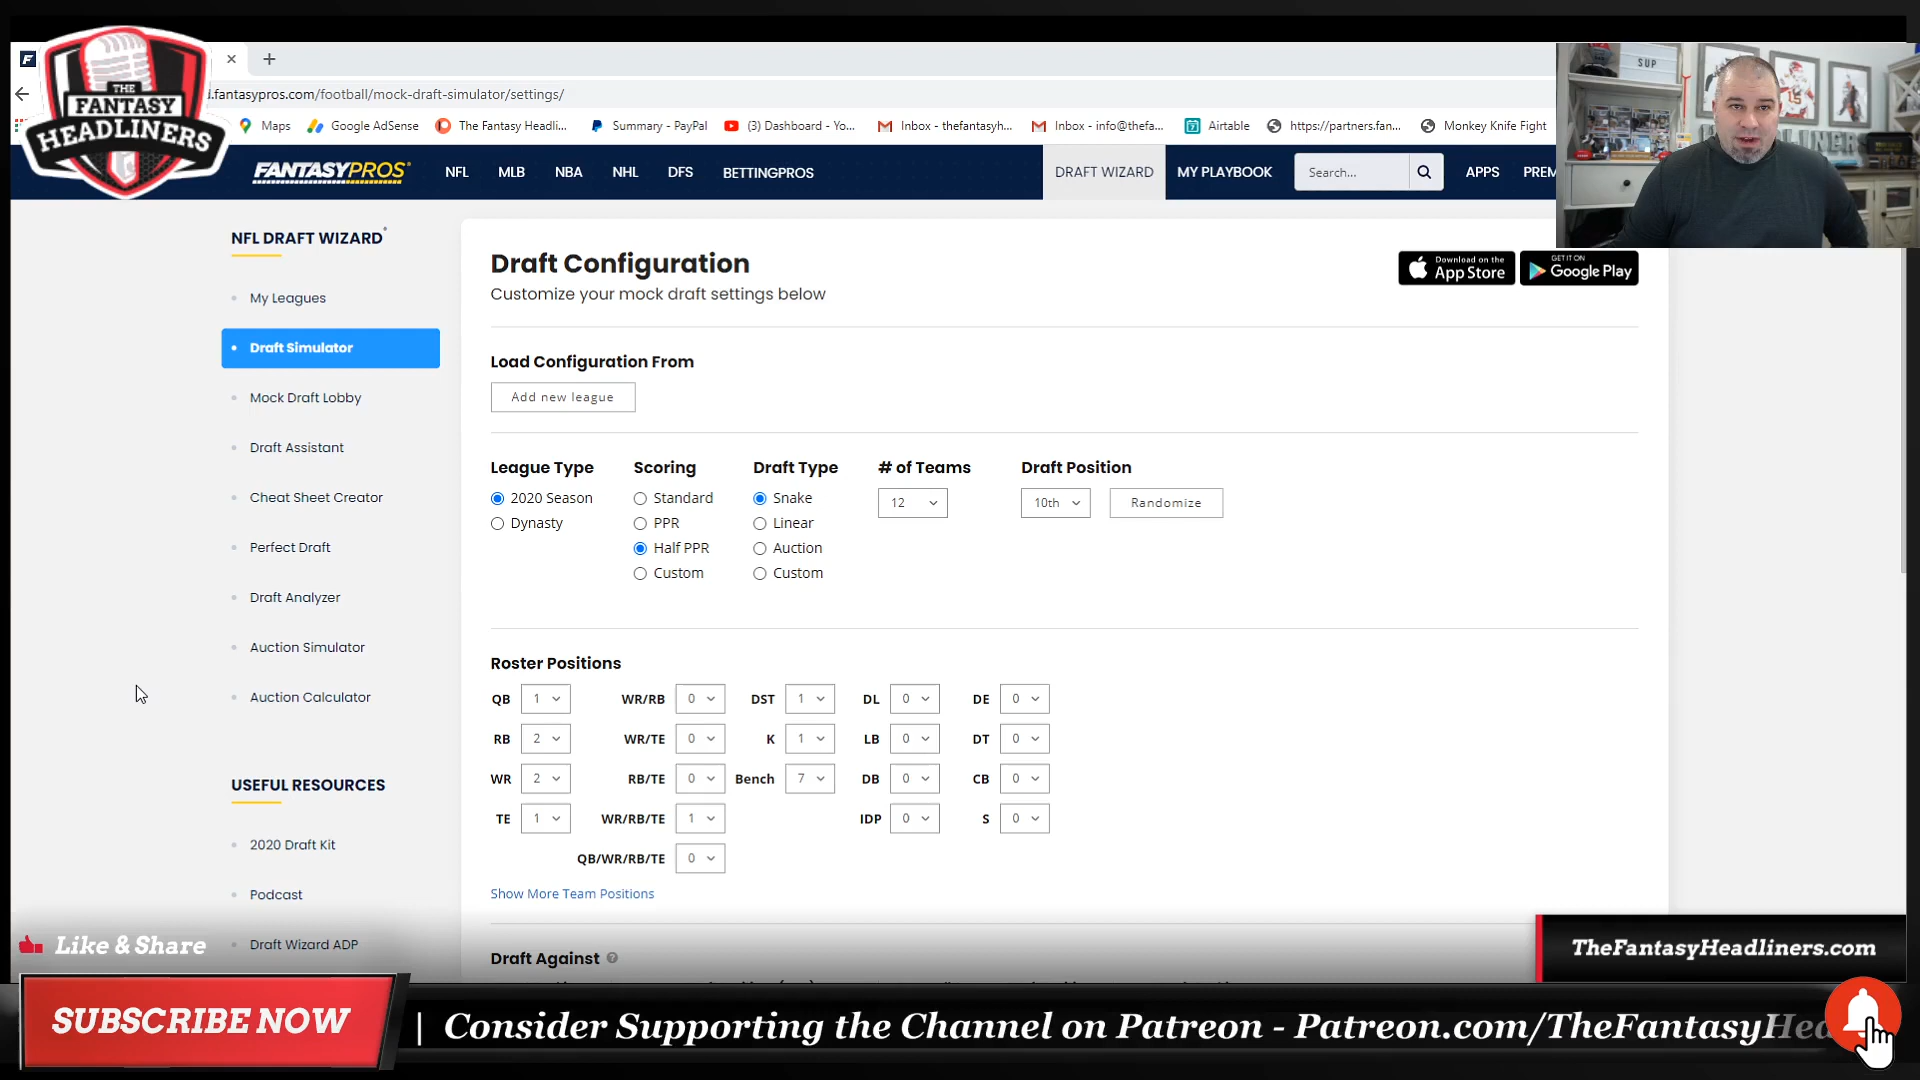 THE
FANTASY
HEADLINERS
.fantasypros.com/football/mock-draft-simulator/settings/
Maps
Google AdSense
The Fantasy Headli...
Summary - PayPal
(3) Dashboard - Yo...
Inbox - thefantasyh...
Inbox - info@thefa...
Airtable
https://partners.fan...
Monkey Knife Fight
SUP
FANTASYPROS
NFL
MLB
NBA
NHL
DFS
BETTINGPROS
DRAFT WIZARD
MY PLAYBOOK
Search...
APPS
PREM
NFL DRAFT WIZARD
My Leagues
Draft Simulator
Mock Draft Lobby
Draft Assistant
Cheat Sheet Creator
Perfect Draft
Draft Analyzer
Auction Simulator
Auction Calculator
USEFUL RESOURCES
2020 Draft Kit
Podcast
Draft Wizard ADP
Draft Configuration
Customize your mock draft settings below
Download on the
App Store
GET IT ON
Google Play
Load Configuration From
Add new league
League Type
2020 Season
Dynasty
Scoring
Standard
PPR
Half PPR
Custom
Draft Type
Snake
Linear
Auction
Custom
# of Teams
12
Draft Position
10th
Randomize
Roster Positions
QB 1 WR/RB 0 DST 1 DL 0 DE 0
RB 2 WR/TE 0 K 1 LB 0 DT 0
WR 2 RB/TE 0 Bench 7 DB 0 CB 0
TE 1 WR/RB/TE 1 IDP 0 S 0
QB/WR/RB/TE 0
Show More Team Positions
Draft Against
Like & Share
TheFantasyHeadliners.com
SUBSCRIBE NOW
| Consider Supporting the Channel on Patreon - Patreon.com/TheFantasyHea